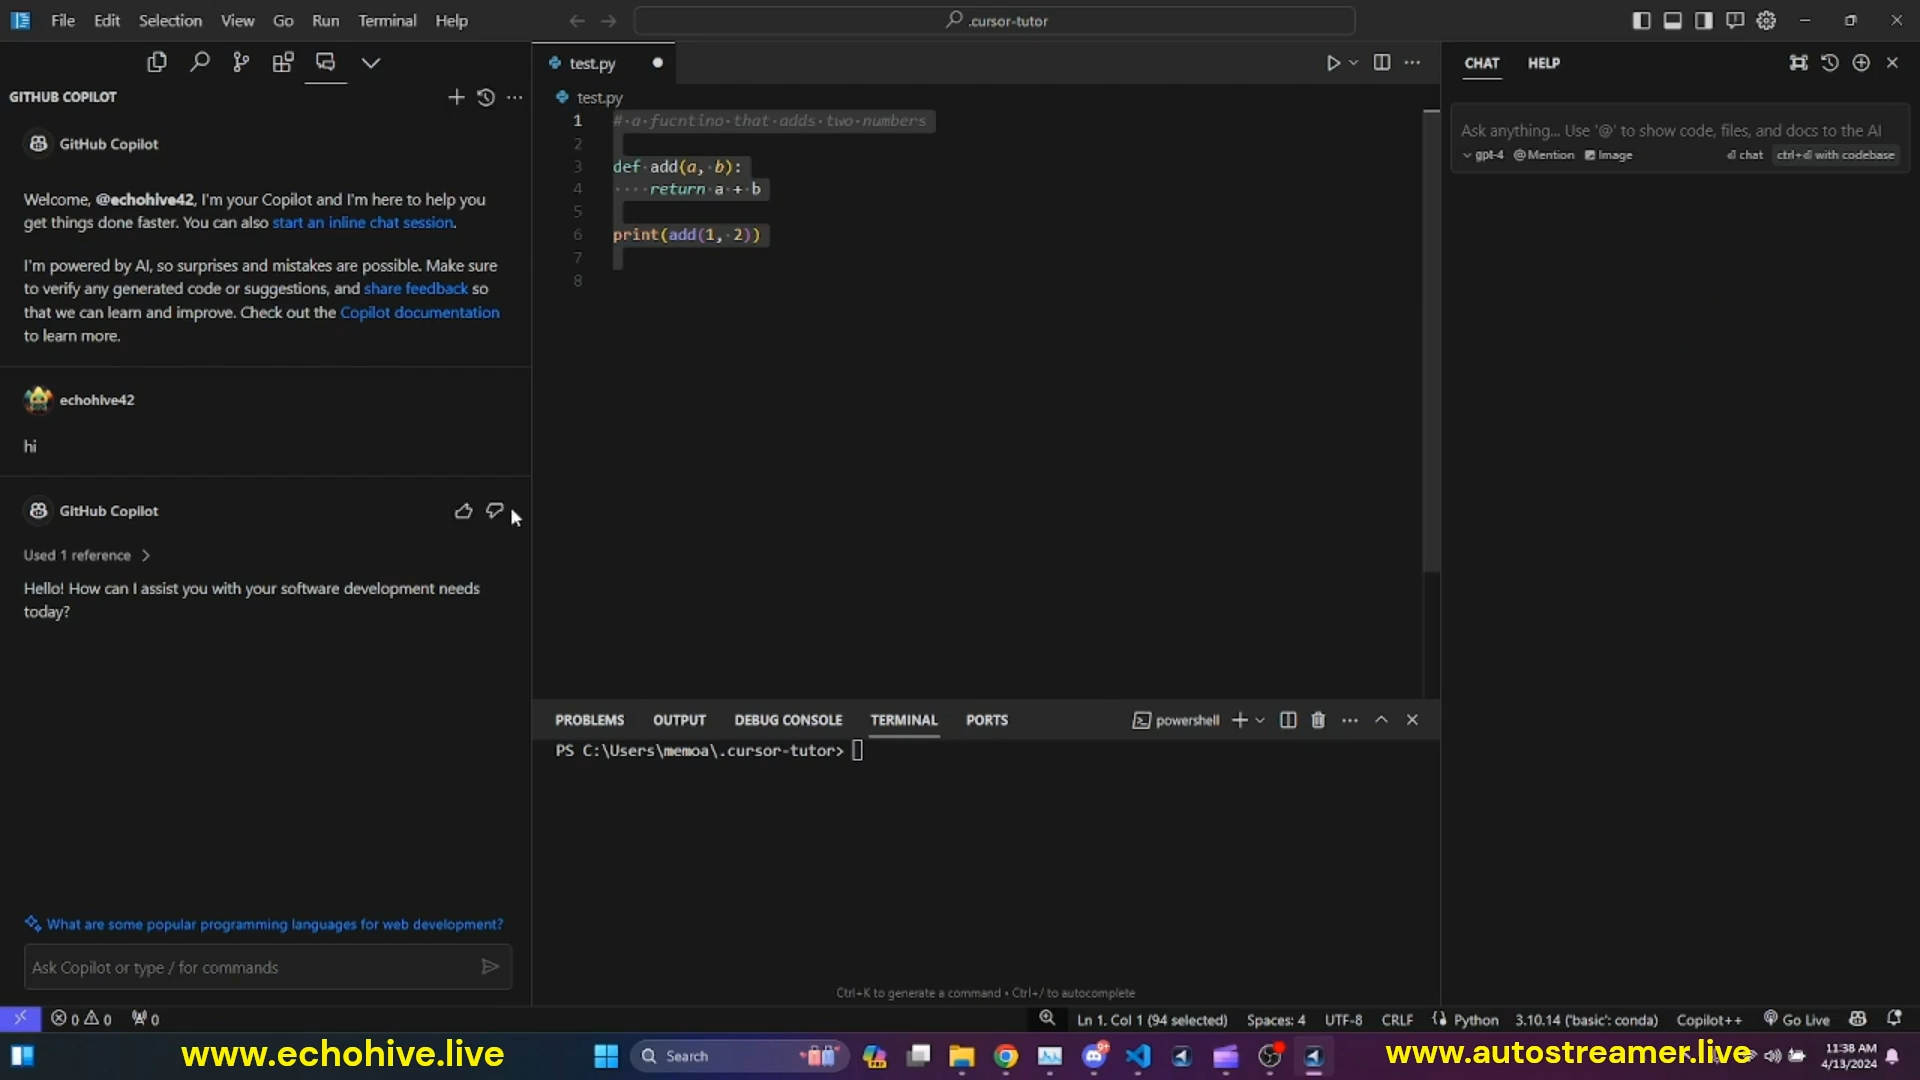 File Edit Selection View Go Run Terminal Help
.cursor-tutor
GITHUB COPILOT
GitHub Copilot
Welcome, @echohive42, I'm your Copilot and I'm here to help you
get things done faster. You can also start an inline chat session.
I'm powered by AI, so surprises and mistakes are possible. Make sure
to verify any generated code or suggestions, and share feedback so
that we can learn and improve. Check out the Copilot documentation
to learn more.
echohive42
hi
GitHub Copilot
Used 1 reference
Hello! How can I assist you with your software development needs
today?
What are some popular programming languages for web development?
Ask Copilot or type / for commands
test.py
test.py
1 # a fucntino that adds two numbers
2
3 def add(a, b):
4 return a + b
5
6 print(add(1, 2))
7
8
PROBLEMS OUTPUT DEBUG CONSOLE TERMINAL PORTS
powershell
PS C:\Users\memoa\.cursor-tutor>
Ctrl+K to generate a command • Ctrl+/ to autocomplete
CHAT HELP
Ask anything... Use '@' to show code, files, and docs to the AI
gpt-4 @Mention Image chat ctrl+⏎ with codebase
0 0 0
Ln 1, Col 1 (94 selected) Spaces: 4 UTF-8 CRLF Python 3.10.14 ('basic': conda) Copilot++ Go Live
www.echohive.live
Search
www.autostreamer.live
11:38 AM
4/13/2024